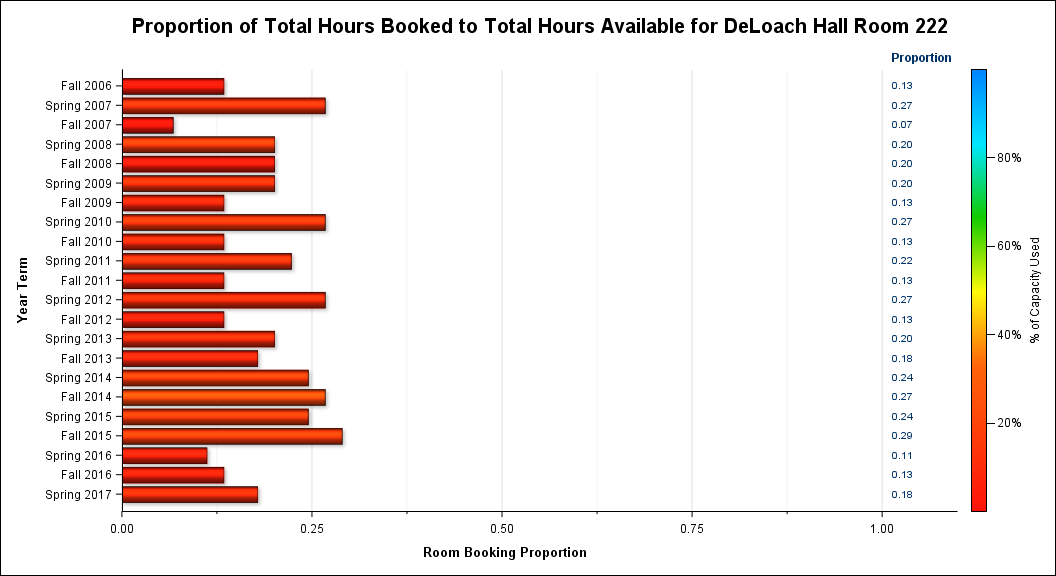 Proportion of Total Hours Booked to Total Hours Available for DeLoach Hall Room 222
Proportion
Fall 2006 0.13
Spring 2007 0.27
Fall 2007 0.07
Spring 2008 0.20
Fall 2008 0.20
Spring 2009 0.20
Fall 2009 0.13
Spring 2010 0.27
Fall 2010 0.13
Spring 2011 0.22
Fall 2011 0.13
Spring 2012 0.27
Fall 2012 0.13
Spring 2013 0.20
Fall 2013 0.18
Spring 2014 0.24
Fall 2014 0.27
Spring 2015 0.24
Fall 2015 0.29
Spring 2016 0.11
Fall 2016 0.13
Spring 2017 0.18
Year Term
0.00 0.25 0.50 0.75 1.00
Room Booking Proportion
80%
60%
40%
20%
% of Capacity Used